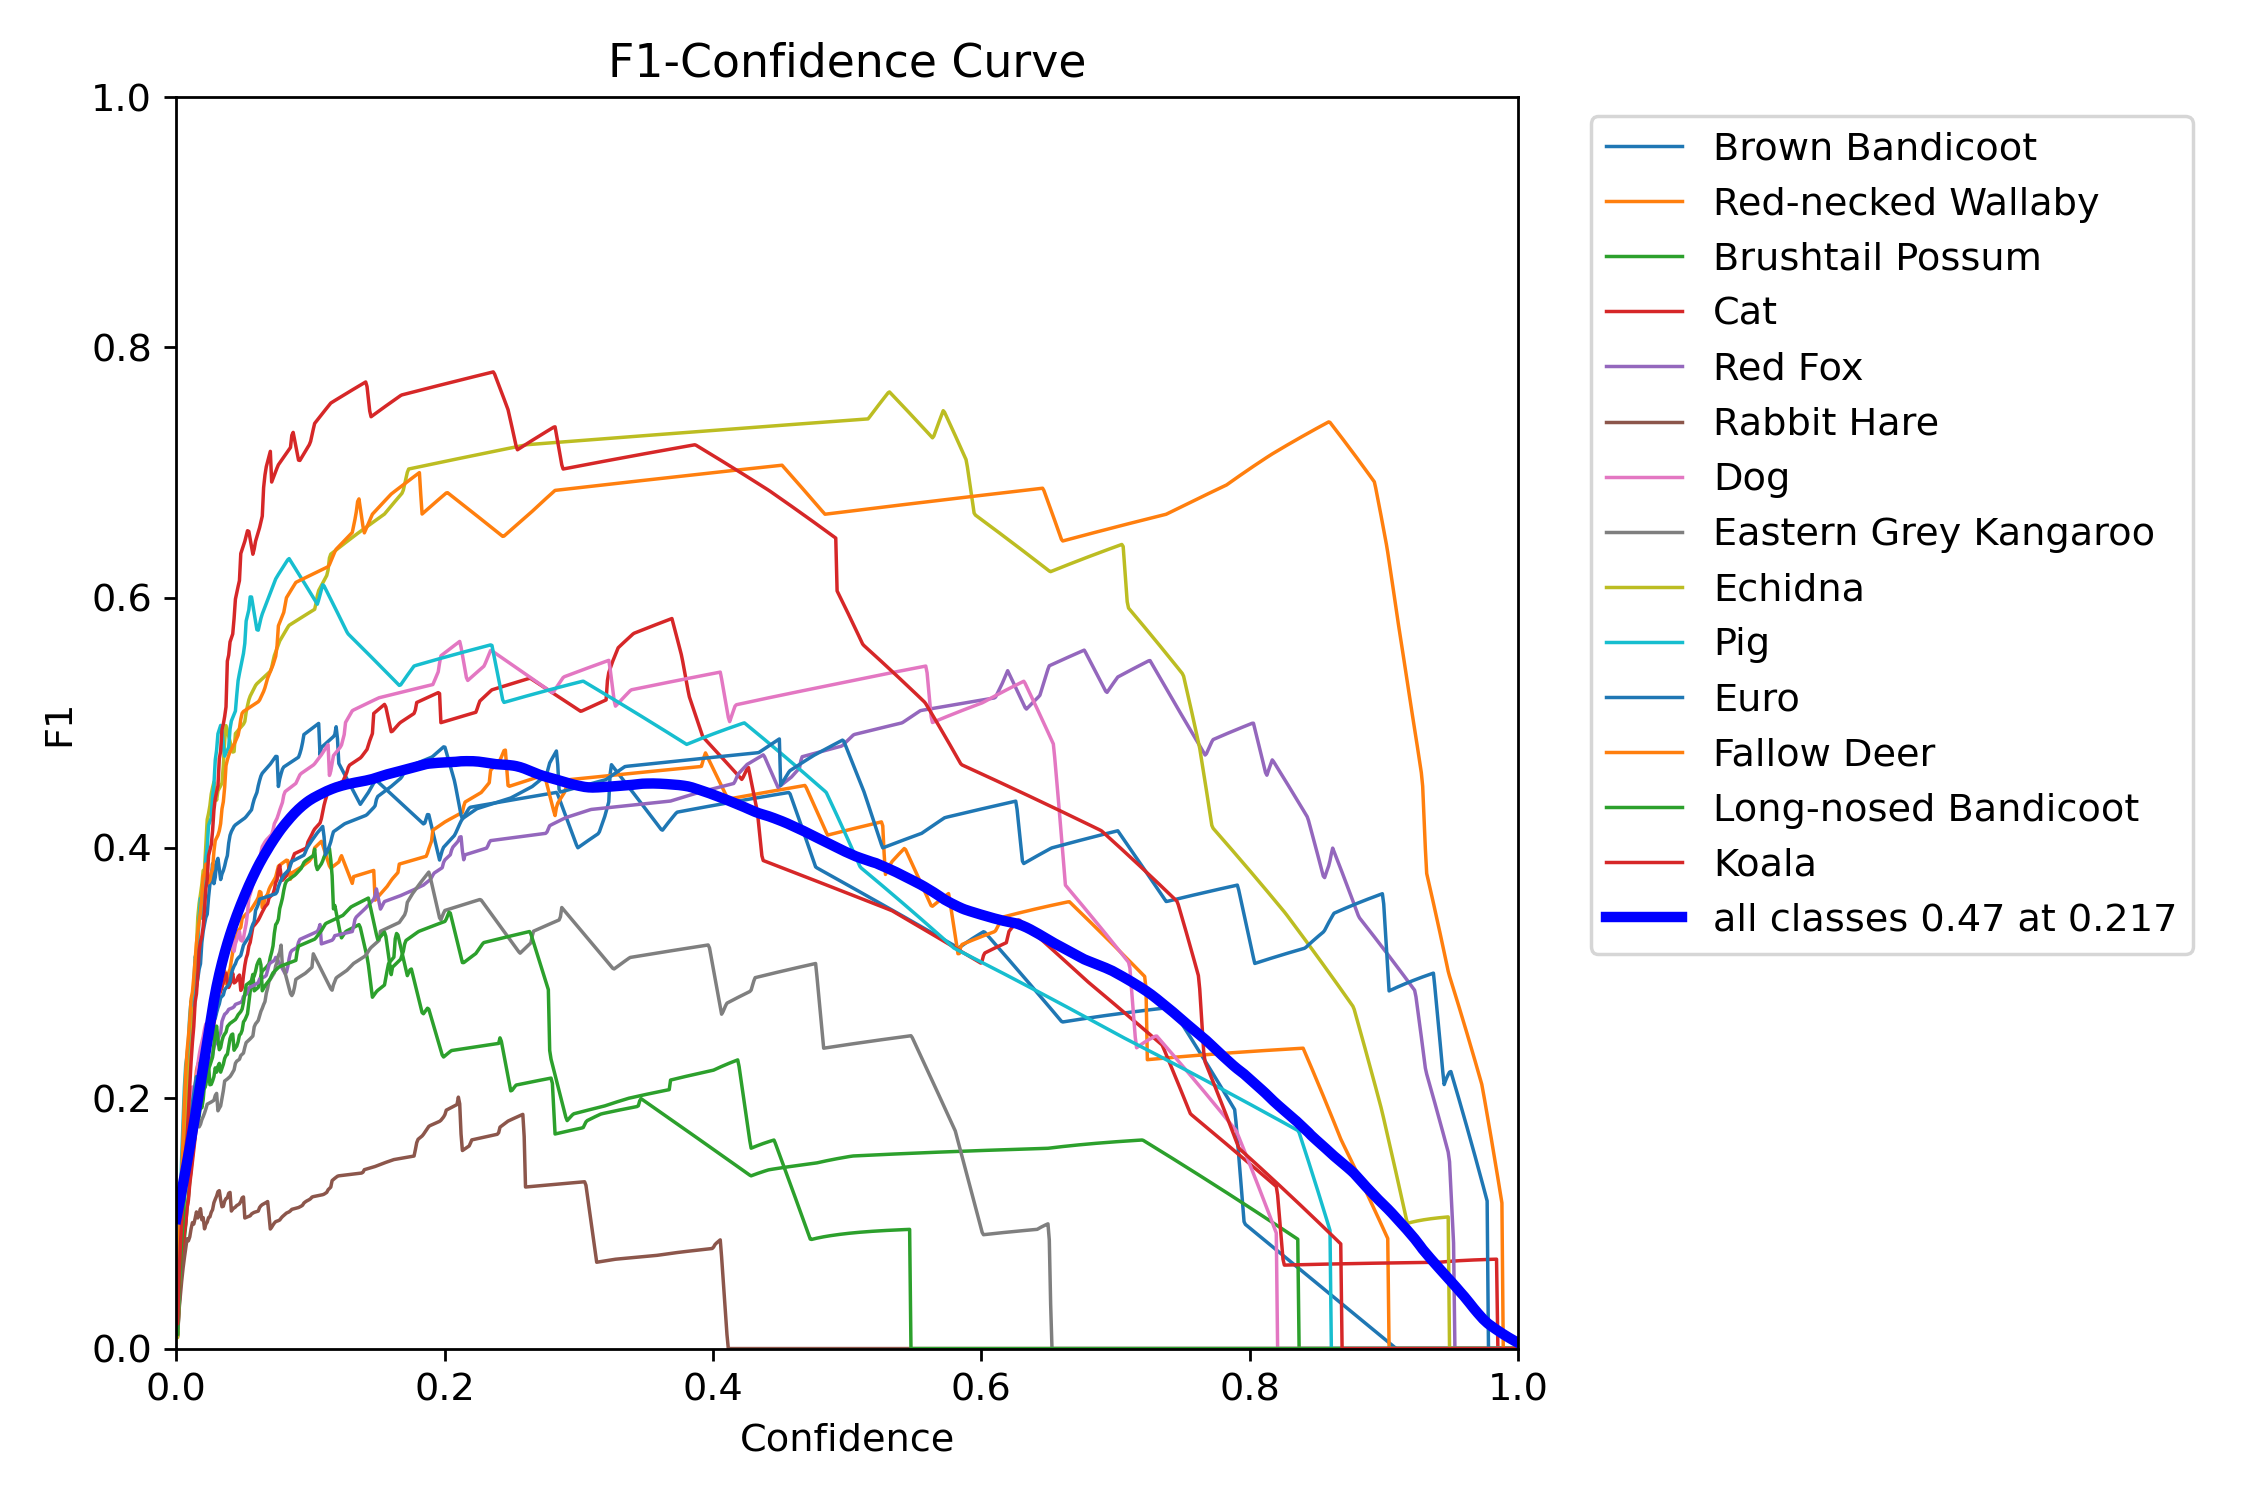 F1-Confidence Curve
1.0
0.8
0.6
0.4
0.2
0.0
F1
0.0 0.2 0.4 0.6 0.8 1.0
Confidence
Brown Bandicoot
Red-necked Wallaby
Brushtail Possum
Cat
Red Fox
Rabbit Hare
Dog
Eastern Grey Kangaroo
Echidna
Pig
Euro
Fallow Deer
Long-nosed Bandicoot
Koala
all classes 0.47 at 0.217